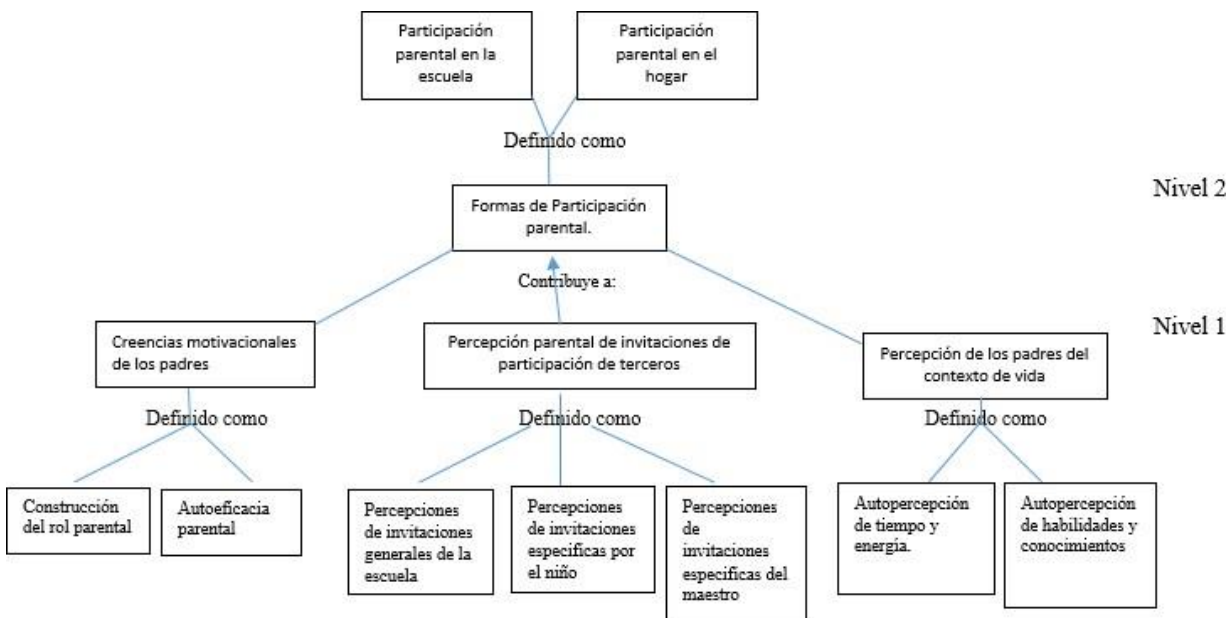 Participación
parental en la
escuela
Participación
parental en el
hogar
Definido como
Nivel 2
Formas de Participación
parental.
Contribuye a:
Nivel 1
Creencias motivacionales
de los padres
Percepción parental de invitaciones de
participación de terceros
Percepción de los padres del
contexto de vida
Definido como
Definido como
Definido como
Construcción
del rol parental
Autoeficacia
parental
Percepciones
de invitaciones
generales de la
escuela
Percepciones
de invitaciones
especificas por
el niño
Percepciones
de
invitaciones
especificas del
maestro
Autopercepción
de tiempo y
energía.
Autopercepción
de habilidades y
conocimientos